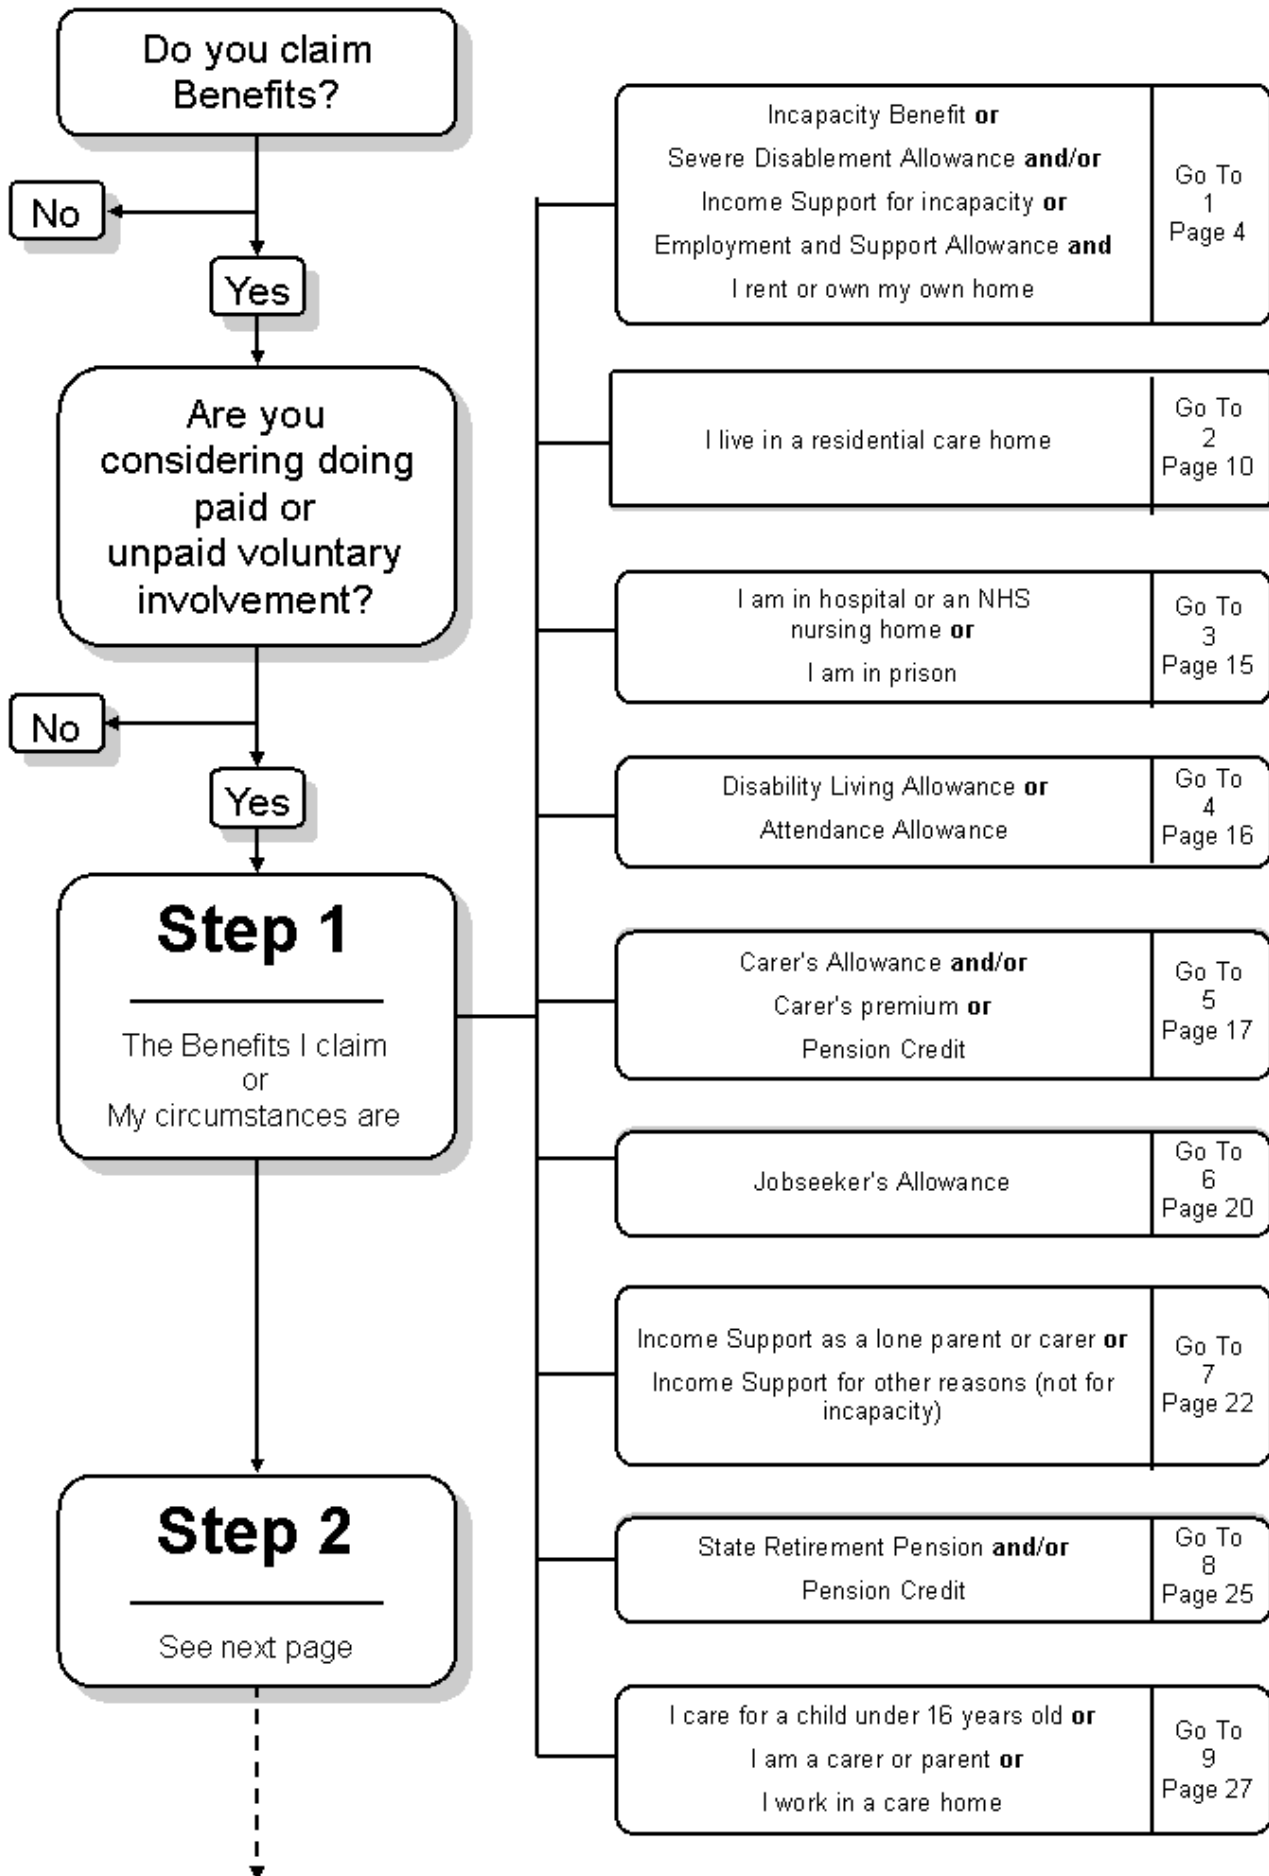 Do you claim
Benefits?
No
Yes
Are you
considering doing
paid or
unpaid voluntary
involvement?
No
Yes
Step 1
The Benefits I claim
or
My circumstances are
Step 2
See next page
Incapacity Benefit or
Severe Disablement Allowance and/or
Income Support for incapacity or
Employment and Support Allowance and
I rent or own my own home
Go To
1
Page 4
I live in a residential care home
Go To
2
Page 10
I am in hospital or an NHS
nursing home or
I am in prison
Go To
3
Page 15
Disability Living Allowance or
Attendance Allowance
Go To
4
Page 16
Carer's Allowance and/or
Carer's premium or
Pension Credit
Go To
5
Page 17
Jobseeker's Allowance
Go To
6
Page 20
Income Support as a lone parent or carer or
Income Support for other reasons (not for
incapacity)
Go To
7
Page 22
State Retirement Pension and/or
Pension Credit
Go To
8
Page 25
I care for a child under 16 years old or
I am a carer or parent or
I work in a care home
Go To
9
Page 27